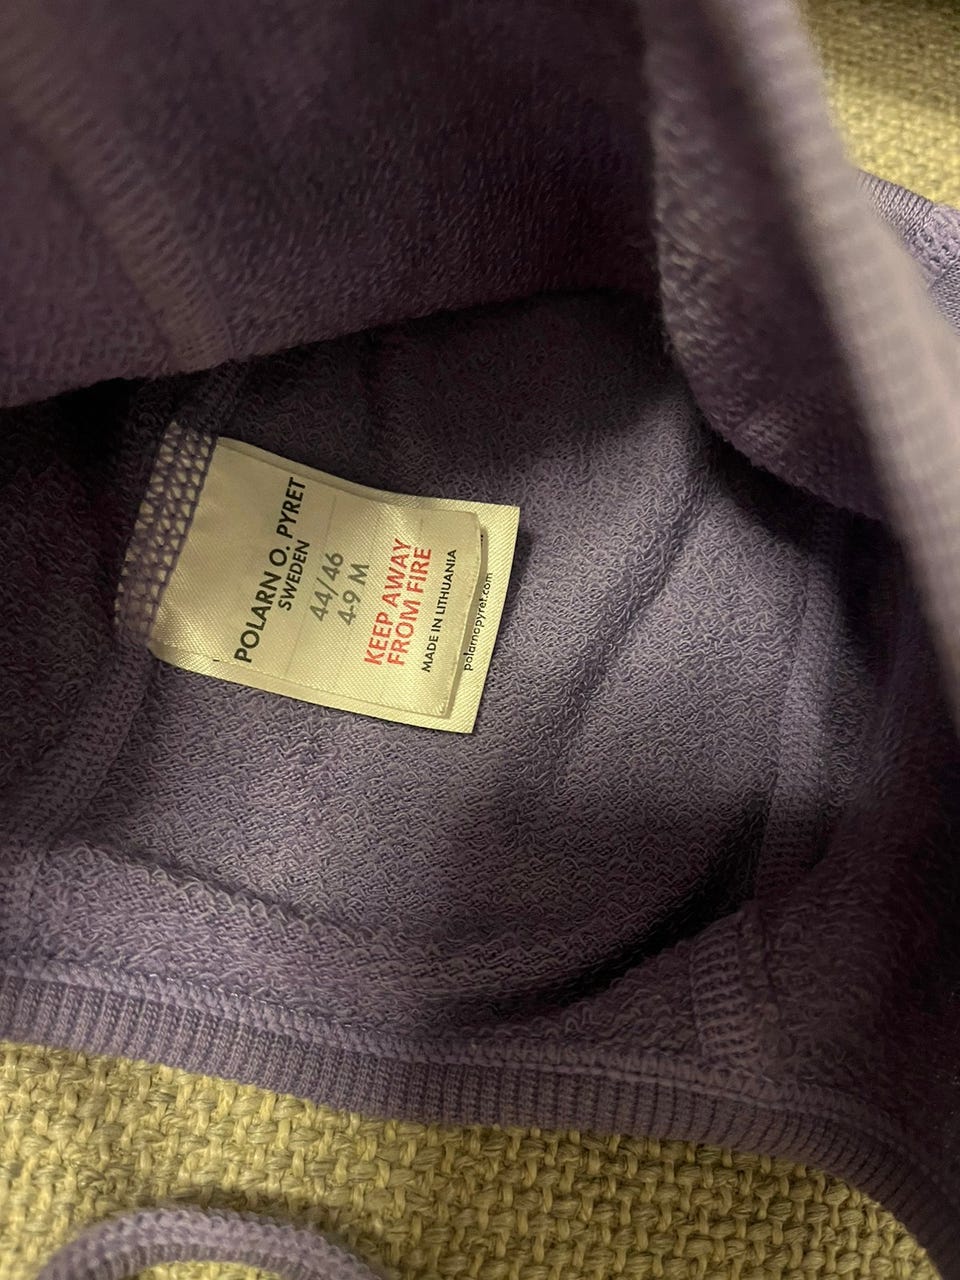 POLARN O. PYRET
SWEDEN
44/46
4-9 M
KEEP AWAY
FROM FIRE
MADE IN LITHUANIA
polarnopyret.com